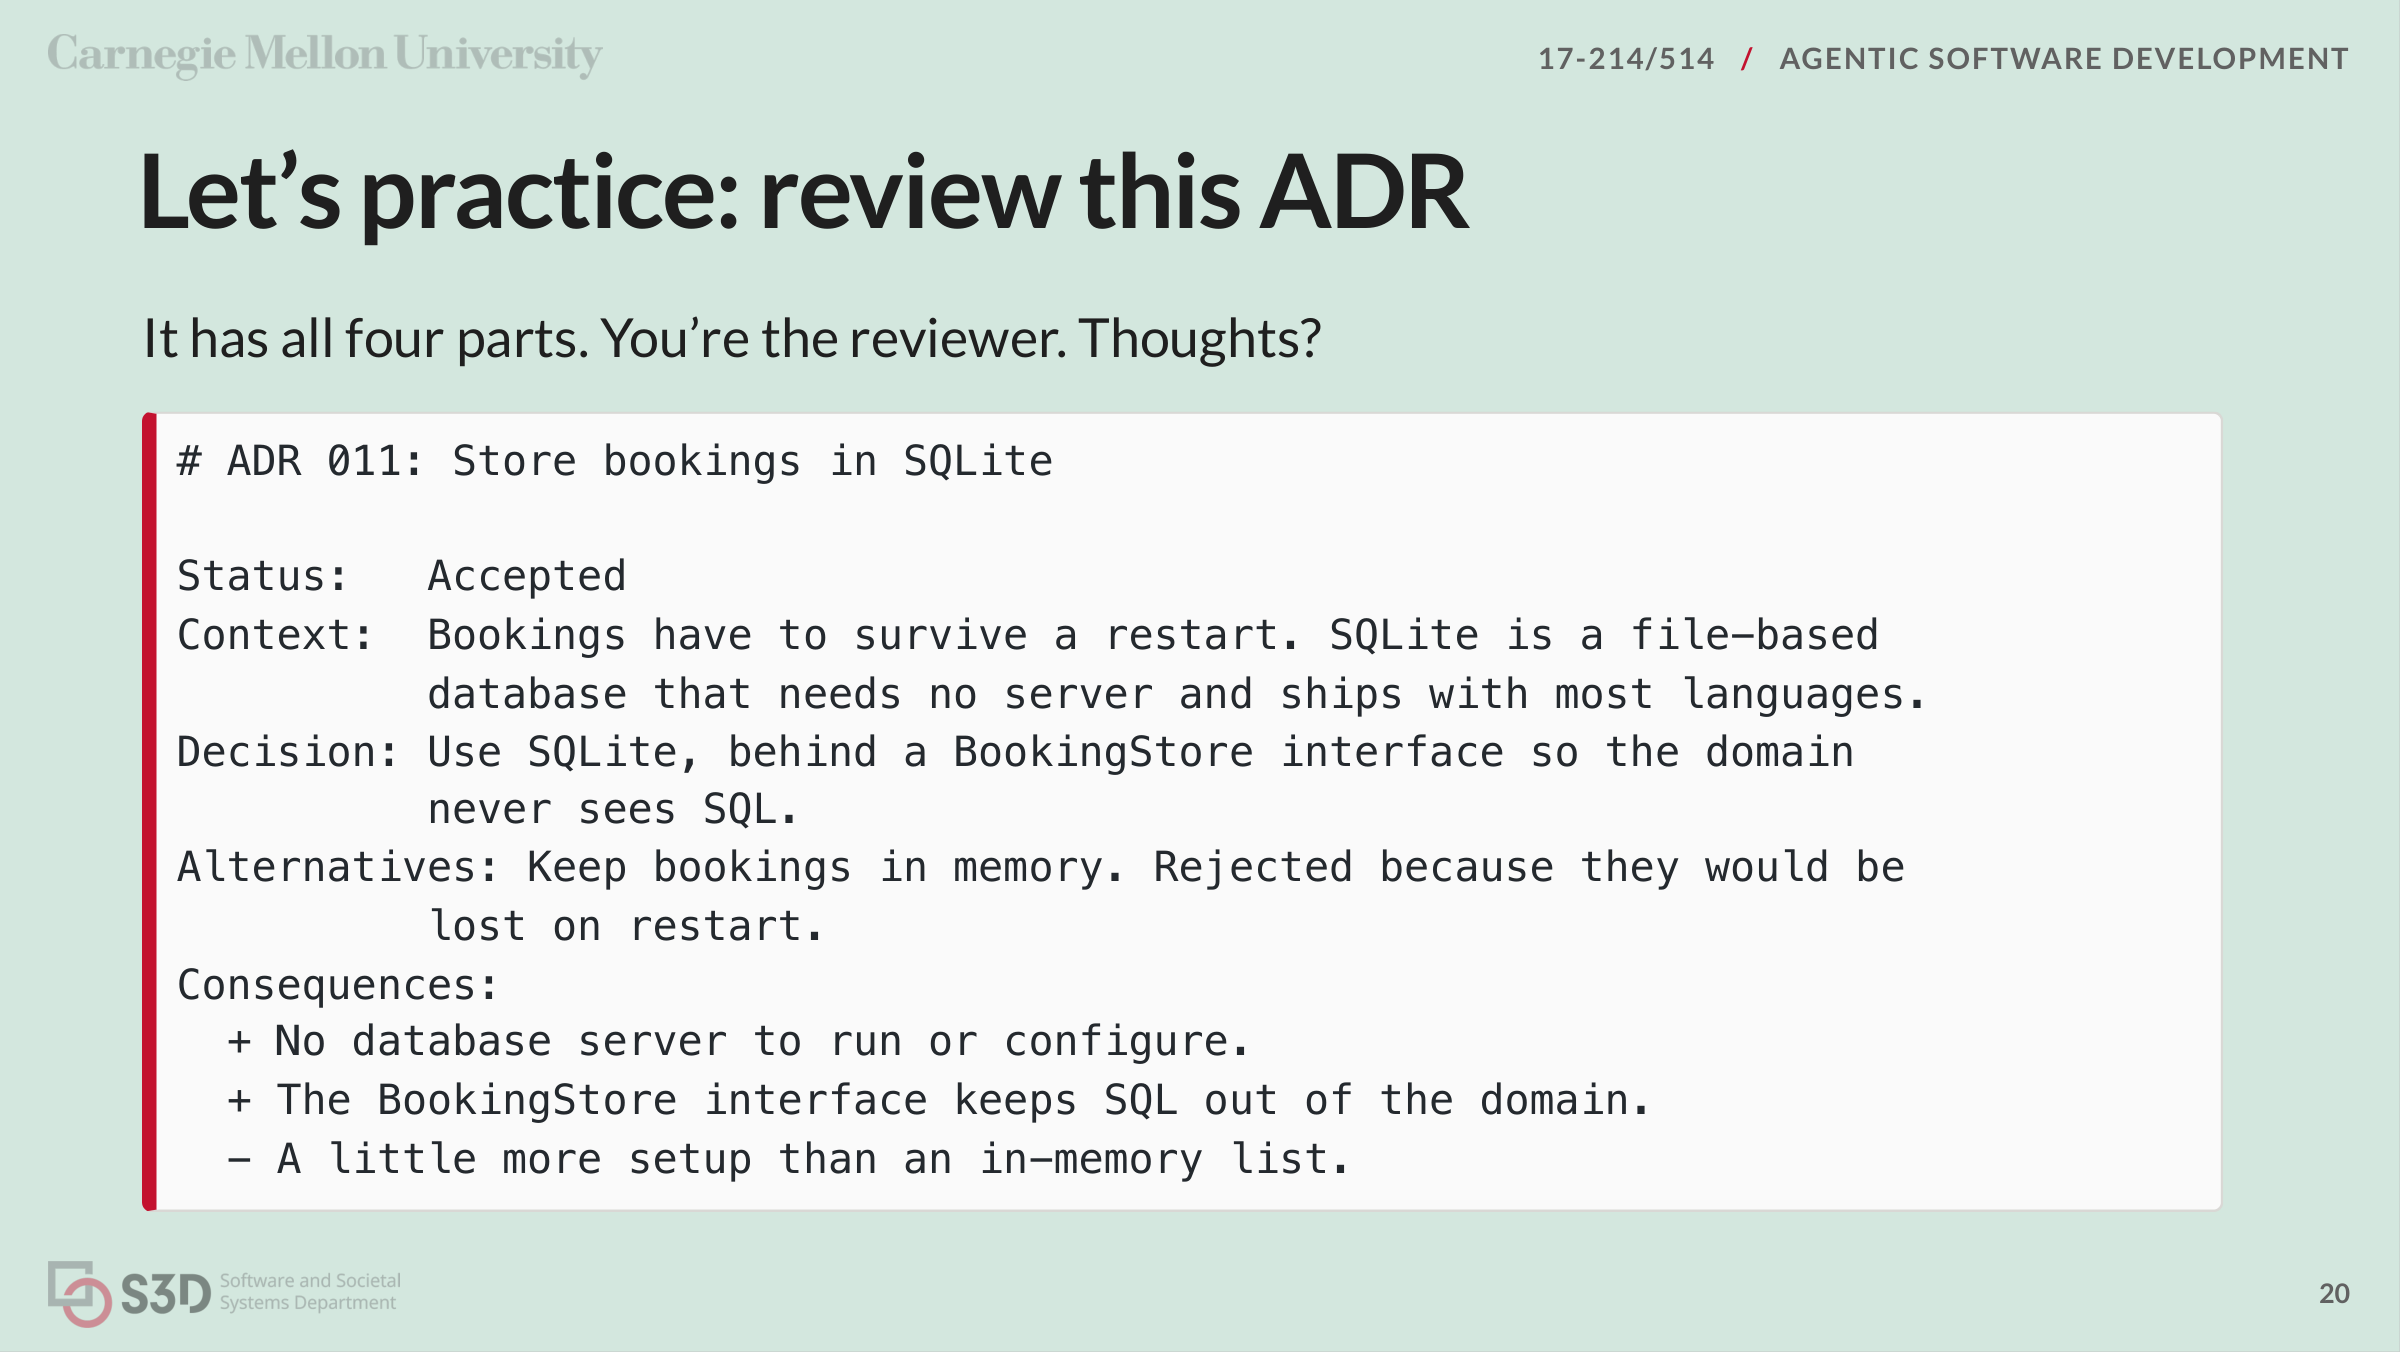 Carnegie Mellon University
17-214/514 / AGENTIC SOFTWARE DEVELOPMENT
Let’s practice: review this ADR
It has all four parts. You’re the reviewer. Thoughts?
# ADR 011: Store bookings in SQLite
Status:   Accepted
Context:  Bookings have to survive a restart. SQLite is a file-based
          database that needs no server and ships with most languages.
Decision: Use SQLite, behind a BookingStore interface so the domain
          never sees SQL.
Alternatives: Keep bookings in memory. Rejected because they would be
          lost on restart.
Consequences:
  + No database server to run or configure.
  + The BookingStore interface keeps SQL out of the domain.
  − A little more setup than an in-memory list.
S3D Software and Societal
Systems Department
20